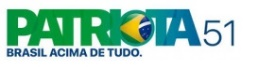 PATRIOTA 51
BRASIL ACIMA DE TUDO.